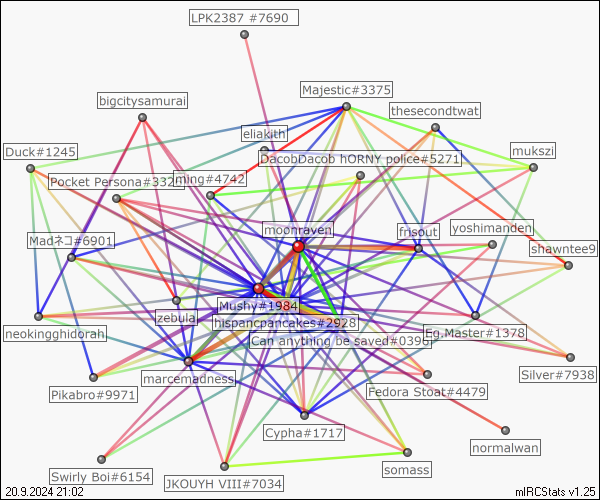 LPK2387 #7690
Majestic#3375
bigcitysamurai
thesecondtwat
eliakith
Duck#1245
mukszi
DacobDacob hORNY police#5271
ming#4742
Pocket Persona#332
moonraven
frisout
yoshimanden
Madネコ#6901
shawntee9
Mushy#1984
zebula
hispancpancakes#2928
neokingghidorah
Eg.Master#1378
Can anything be saved#0396
marcemadness
Silver#7938
Pikabro#9971
Fedora Stoat#4479
Cypha#1717
normalwan
somass
Swirly Boi#6154
JKOUYH VIII#7034
20.9.2024 21:02
mIRCStats v1.25